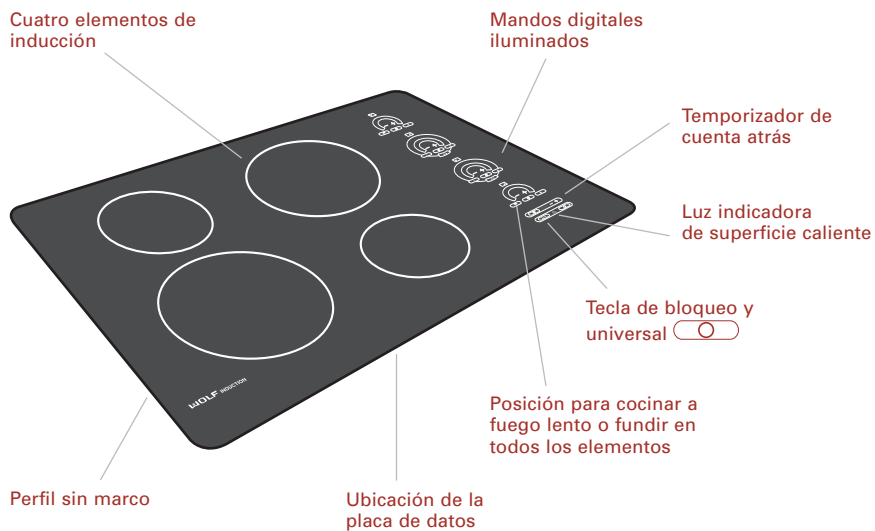 Cuatro elementos de
inducción
Mandos digitales
iluminados
Temporizador de
cuenta atrás
Luz indicadora
de superficie caliente
Tecla de bloqueo y
universal
Posición para cocinar a
fuego lento o fundir en
todos los elementos
WOLF INDUCTION
Perfil sin marco
Ubicación de la
placa de datos